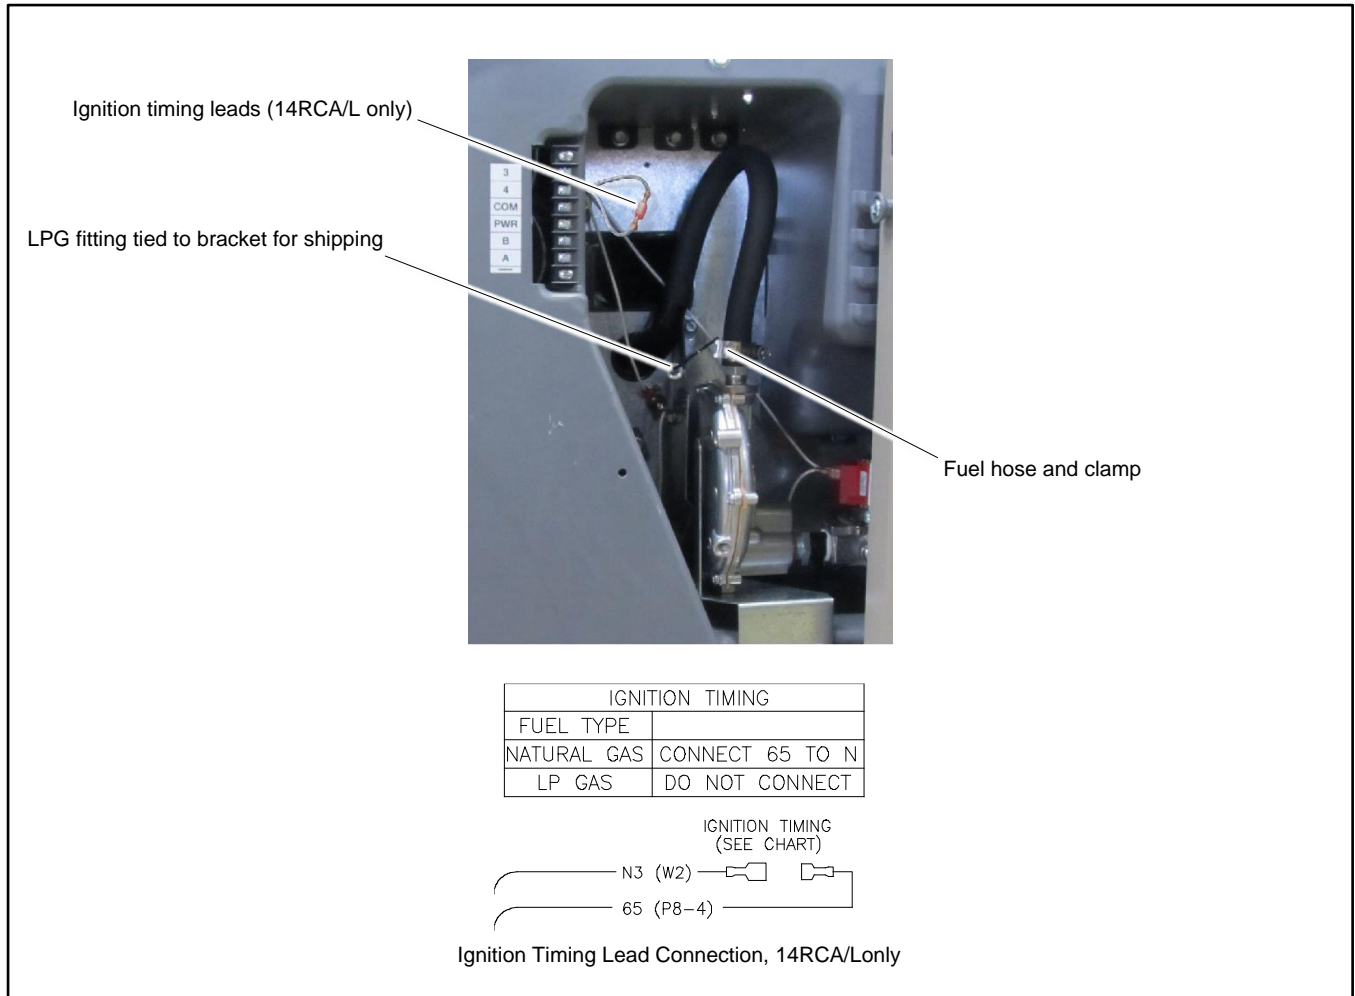 Ignition timing leads (14RCA/L only)
3
4
COM
PWR
B
A
LPG fitting tied to bracket for shipping
Fuel hose and clamp
IGNITION TIMING
FUEL TYPE
NATURAL GAS CONNECT 65 TO N
LP GAS DO NOT CONNECT
IGNITION TIMING
(SEE CHART)
N3 (W2)
65 (P8-4)
Ignition Timing Lead Connection, 14RCA/Lonly